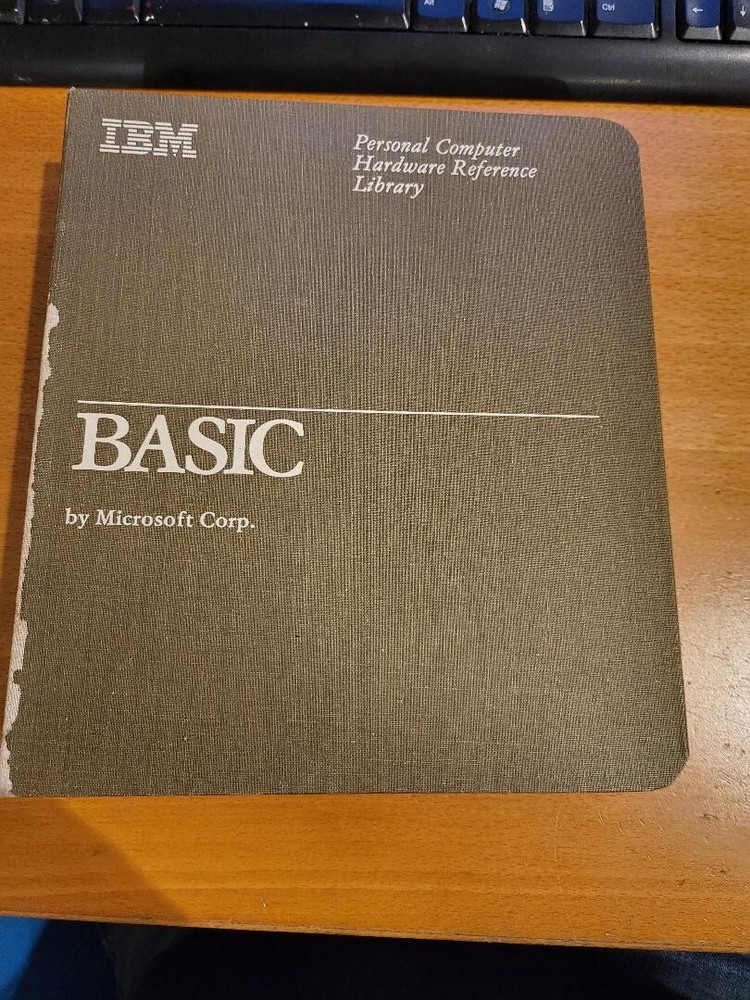 Alt
Ctrl
IBM
Personal Computer
Hardware Reference
Library
BASIC
by Microsoft Corp.